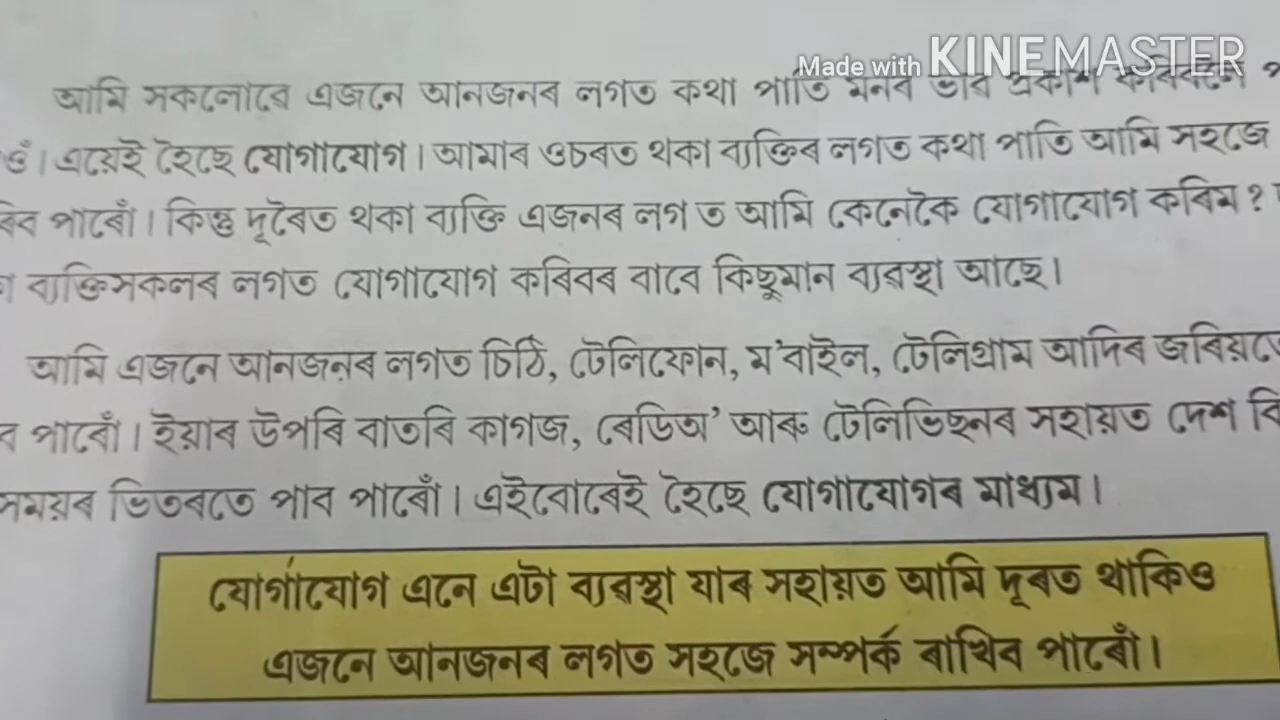 Made with KINEMASTER
আমি সকলোৱে এজনে আনজনৰ লগত কথা পাতি মনৰ ভাৱ প্ৰকাশ
এয়েই হৈছে যোগাযোগ। আমাৰ ওচৰত থকা ব্যক্তিৰ লগত কথা পাতি আমি সহজে
পাৰোঁ। কিন্তু দূৰৈত থকা ব্যক্তি এজনৰ লগ ত আমি কেনেকৈ যোগাযোগ কৰিম?
ব্যক্তিসকলৰ লগত যোগাযোগ কৰিবৰ বাবে কিছুমান ব্যৱস্থা আছে।
আমি এজনে আনজনৰ লগত চিঠি, টেলিফোন, ম'বাইল, টেলিগ্ৰাম আদিৰ জৰিয়তে
পাৰোঁ। ইয়াৰ উপৰি বাতৰি কাগজ, ৰেডিঅ' আৰু টেলিভিছনৰ সহায়ত দেশ
সময়ৰ ভিতৰতে পাব পাৰোঁ। এইবোৰেই হৈছে যোগাযোগৰ মাধ্যম।
যোগাযোগ এনে এটা ব্যৱস্থা যাৰ সহায়ত আমি দূৰত থাকিও
এজনে আনজনৰ লগত সহজে সম্পৰ্ক ৰাখিব পাৰোঁ।